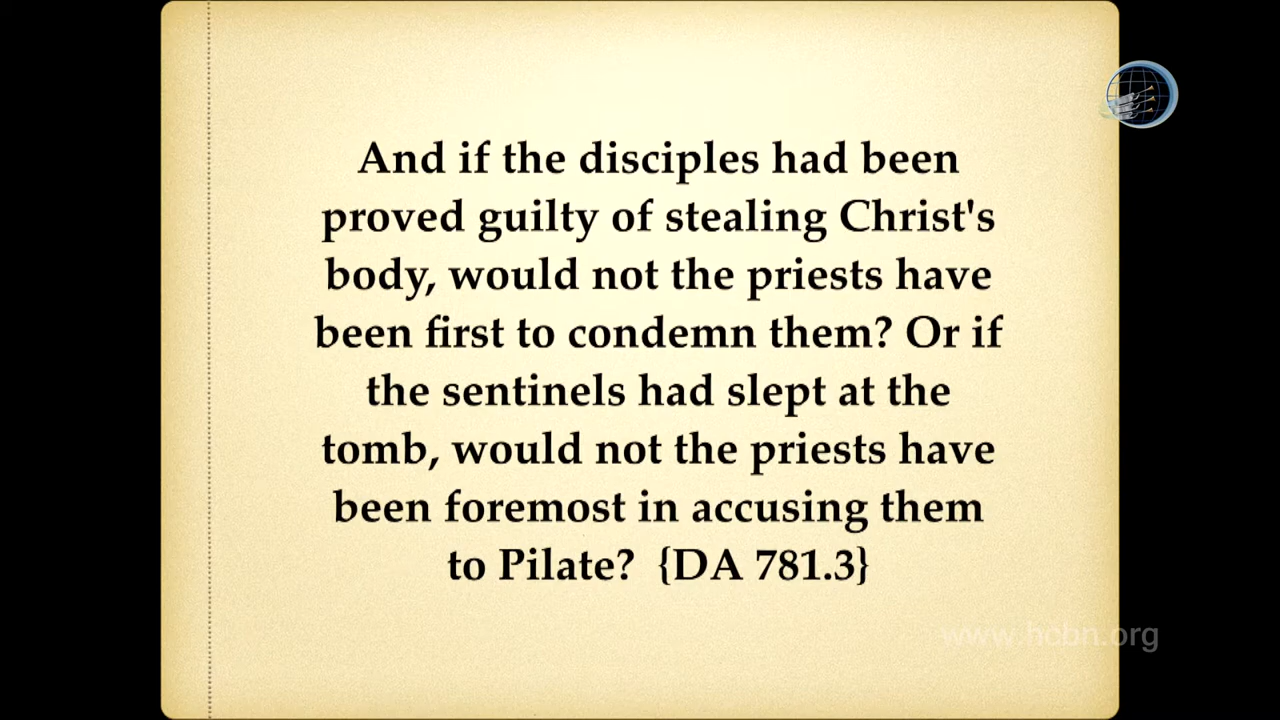 And if the disciples had been
proved guilty of stealing Christ's
body, would not the priests have
been first to condemn them? Or if
the sentinels had slept at the
tomb, would not the priests have
been foremost in accusing them
to Pilate?  {DA 781.3}
www.hcbn.org